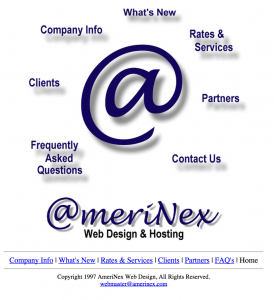 What's New
Company Info
Rates &
Services
@
Clients
Partners
Frequently
Asked
Questions
Contact Us
@meriNex
Web Design & Hosting
Company Info | What's New | Rates & Services | Clients | Partners | FAQ's | Home
Copyright 1997 AmeriNex Web Design, All Rights Reserved.
webmaster@amerinex.com